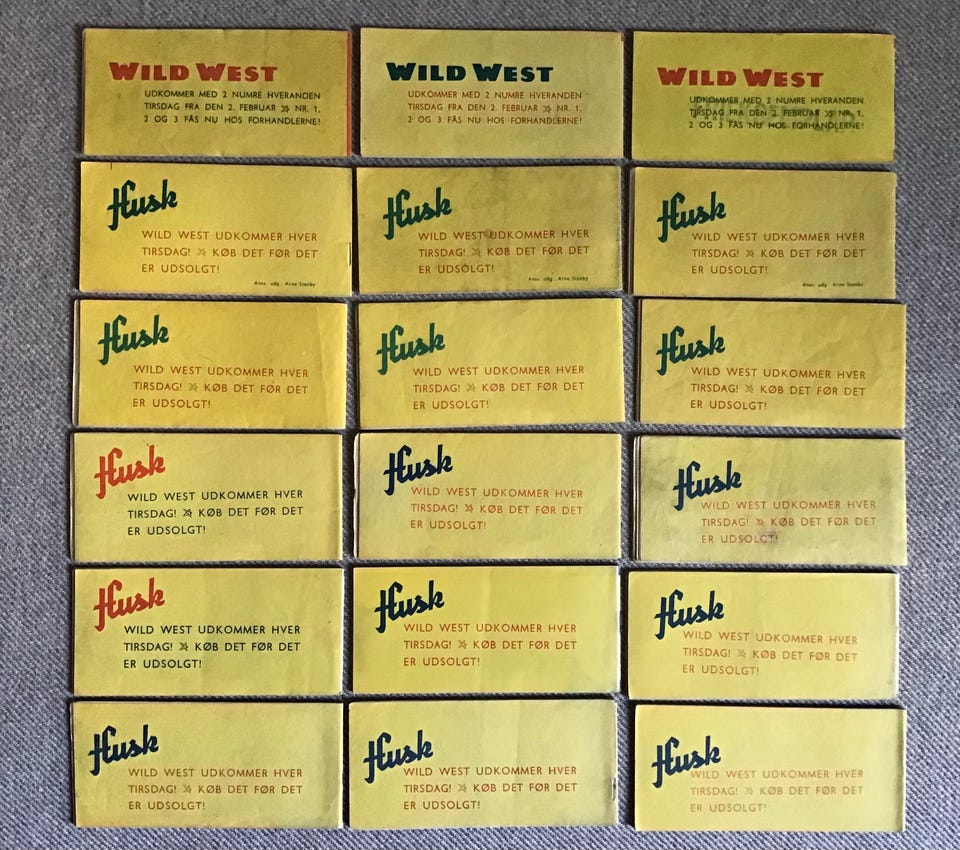 WILD WEST
UDKOMMER MED 2 NUMRE HVERANDEN
TIRSDAG FRA DEN 2. FEBRUAR ⁂ NR. 1,
2 OG 3 FÅS NU HOS FORHANDLERNE!
WILD WEST
UDKOMMER MED 2 NUMRE HVERANDEN
TIRSDAG FRA DEN 2. FEBRUAR ⁂ NR. 1,
2 OG 3 FÅS NU HOS FORHANDLERNE!
WILD WEST
UDKOMMER MED 2 NUMRE HVERANDEN
TIRSDAG FRA DEN 2. FEBRUAR ⁂ NR. 1,
2 OG 3 FÅS NU HOS FORHANDLERNE!
Husk
WILD WEST UDKOMMER HVER
TIRSDAG! ⁂ KØB DET FØR DET
ER UDSOLGT!
Ansv. udg. Arne Stenby
Husk
WILD WEST UDKOMMER HVER
TIRSDAG! ⁂ KØB DET FØR DET
ER UDSOLGT!
Ansv. udg. Arne Stenby
Husk
WILD WEST UDKOMMER HVER
TIRSDAG! ⁂ KØB DET FØR DET
ER UDSOLGT!
Ansv. udg. Arne Stenby
Husk
WILD WEST UDKOMMER HVER
TIRSDAG! ⁂ KØB DET FØR DET
ER UDSOLGT!
Husk
WILD WEST UDKOMMER HVER
TIRSDAG! ⁂ KØB DET FØR DET
ER UDSOLGT!
Husk
WILD WEST UDKOMMER HVER
TIRSDAG! ⁂ KØB DET FØR DET
ER UDSOLGT!
Husk
WILD WEST UDKOMMER HVER
TIRSDAG! ⁂ KØB DET FØR DET
ER UDSOLGT!
Husk
WILD WEST UDKOMMER HVER
TIRSDAG! ⁂ KØB DET FØR DET
ER UDSOLGT!
Husk
WILD WEST UDKOMMER HVER
TIRSDAG! ⁂ KØB DET FØR DET
ER UDSOLGT!
Husk
WILD WEST UDKOMMER HVER
TIRSDAG! ⁂ KØB DET FØR DET
ER UDSOLGT!
Husk
WILD WEST UDKOMMER HVER
TIRSDAG! ⁂ KØB DET FØR DET
ER UDSOLGT!
Husk
WILD WEST UDKOMMER HVER
TIRSDAG! ⁂ KØB DET FØR DET
ER UDSOLGT!
Husk
WILD WEST UDKOMMER HVER
TIRSDAG! ⁂ KØB DET FØR DET
ER UDSOLGT!
Husk
WILD WEST UDKOMMER HVER
TIRSDAG! ⁂ KØB DET FØR DET
ER UDSOLGT!
Husk
WILD WEST UDKOMMER HVER
TIRSDAG! ⁂ KØB DET FØR DET
ER UDSOLGT!